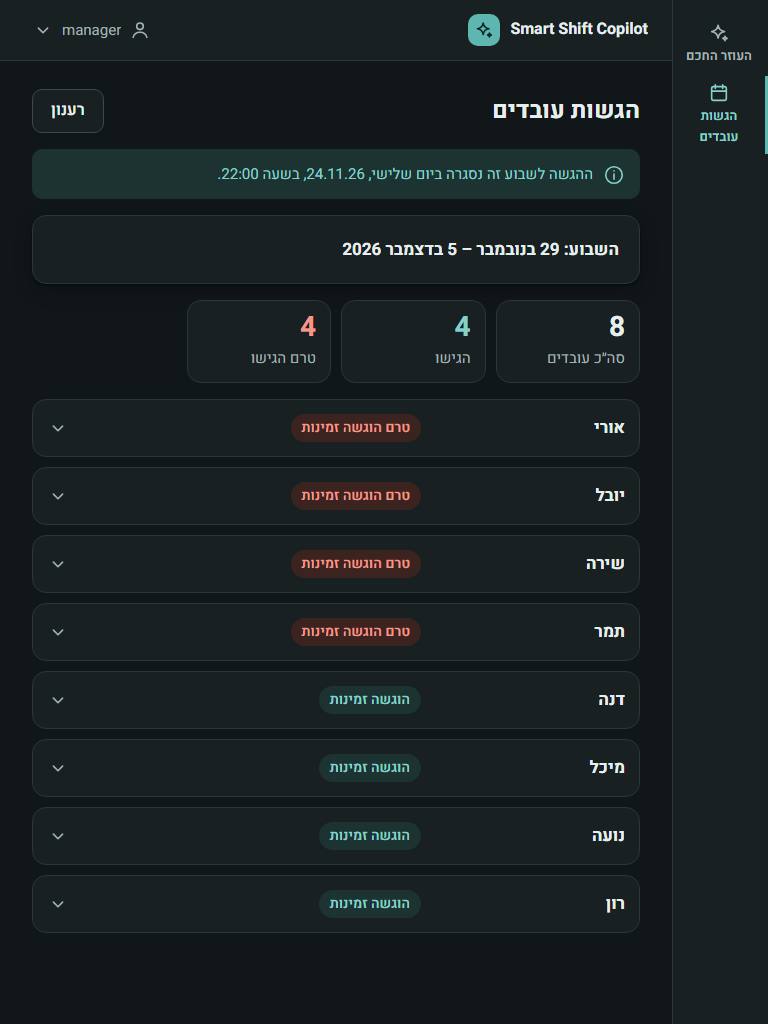 Smart Shift Copilot
manager
העוזר החכם
הגשות
עובדים
הגשות עובדים
רענון
ההגשה לשבוע זה נסגרה ביום שלישי, 24.11.26, בשעה 22:00.
השבוע: 29 בנובמבר – 5 בדצמבר 2026
8
סה"כ עובדים
4
הגישו
4
טרם הגישו
אורי
טרם הוגשה זמינות
יובל
טרם הוגשה זמינות
שירה
טרם הוגשה זמינות
תמר
טרם הוגשה זמינות
דנה
הוגשה זמינות
מיכל
הוגשה זמינות
נועה
הוגשה זמינות
רון
הוגשה זמינות